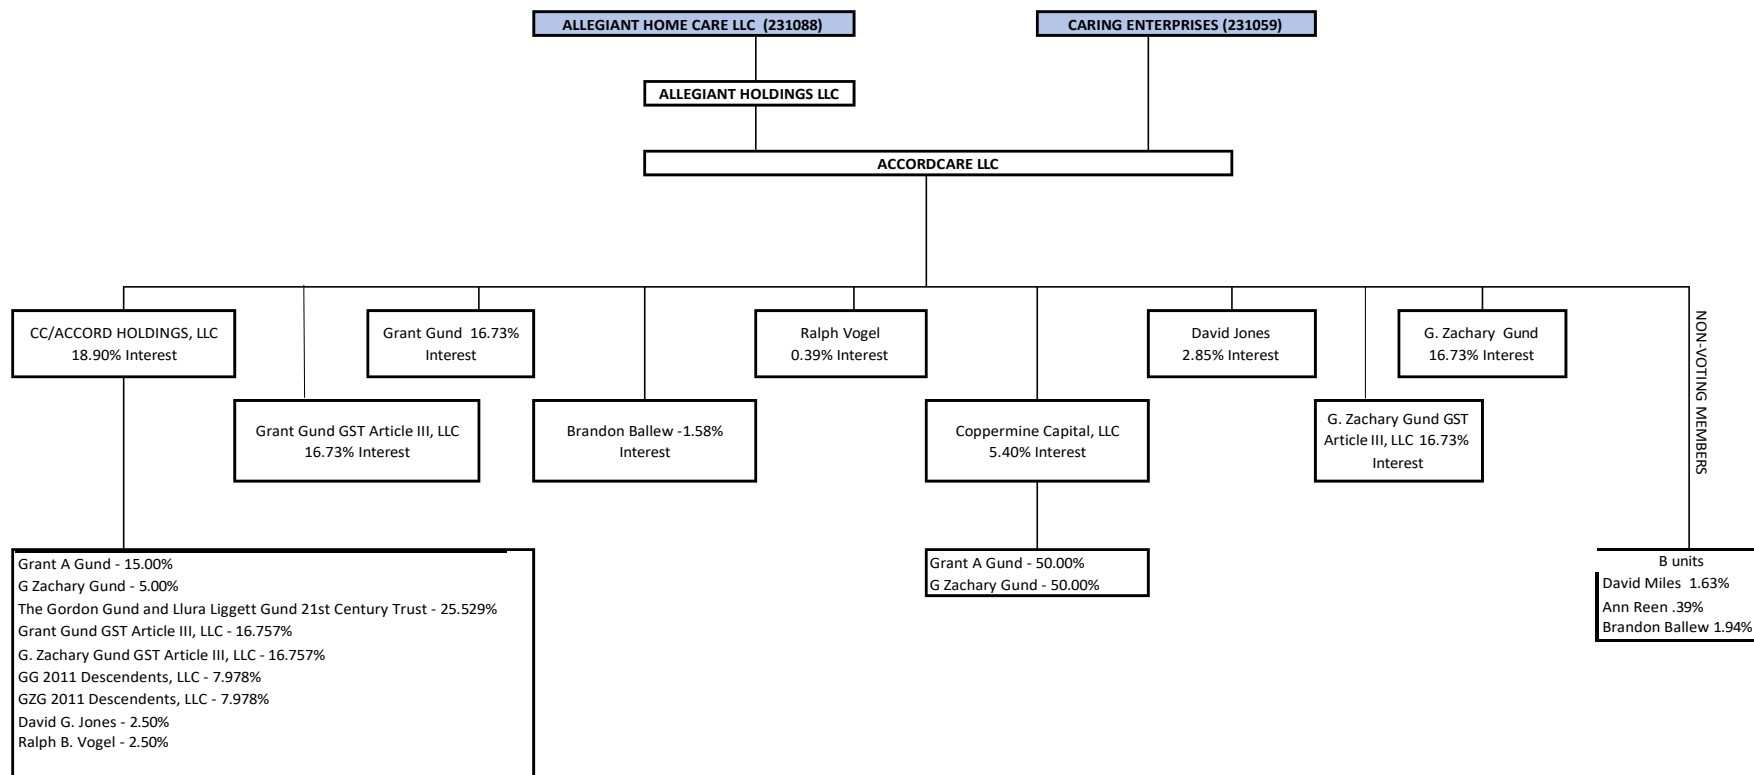 ALLEGIANT HOME CARE LLC (231088)
CARING ENTERPRISES (231059)
ALLEGIANT HOLDINGS LLC
ACCORDCARE LLC
CC/ACCORD HOLDINGS, LLC
18.90% Interest
Grant Gund 16.73%
Interest
Ralph Vogel
0.39% Interest
David Jones
2.85% Interest
G. Zachary Gund
16.73% Interest
NON-VOTING MEMBERS
Grant Gund GST Article III, LLC
16.73% Interest
Brandon Ballew -1.58%
Interest
Coppermine Capital, LLC
5.40% Interest
G. Zachary Gund GST
Article III, LLC 16.73%
Interest
Grant A Gund - 15.00%
G Zachary Gund - 5.00%
The Gordon Gund and Llura Liggett Gund 21st Century Trust - 25.529%
Grant Gund GST Article III, LLC - 16.757%
G. Zachary Gund GST Article III, LLC - 16.757%
GG 2011 Descendents, LLC - 7.978%
GZG 2011 Descendents, LLC - 7.978%
David G. Jones - 2.50%
Ralph B. Vogel - 2.50%
Grant A Gund - 50.00%
G Zachary Gund - 50.00%
B units
David Miles 1.63%
Ann Reen .39%
Brandon Ballew 1.94%